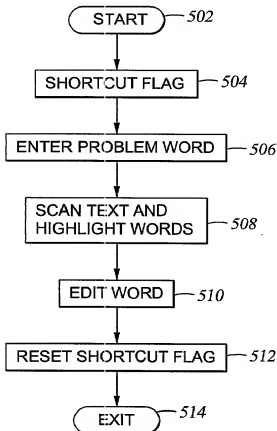 START 502
SHORTCUT FLAG 504
ENTER PROBLEM WORD 506
SCAN TEXT AND
HIGHLIGHT WORDS 508
EDIT WORD 510
RESET SHORTCUT FLAG 512
EXIT 514